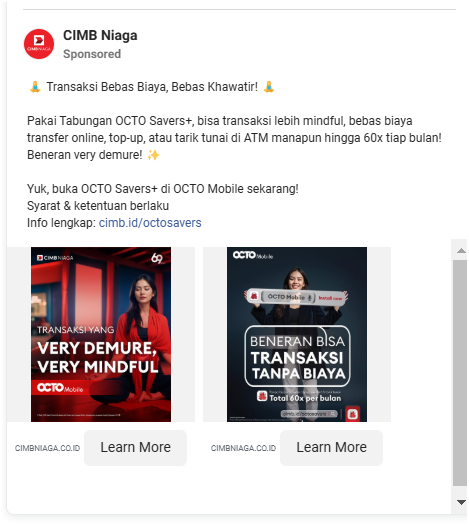 CIMB Niaga
Sponsored
🙏 Transaksi Bebas Biaya, Bebas Khawatir! 🙏
Pakai Tabungan OCTO Savers+, bisa transaksi lebih mindful, bebas biaya
transfer online, top-up, atau tarik tunai di ATM manapun hingga 60x tiap bulan!
Beneran very demure! ✨
Yuk, buka OCTO Savers+ di OCTO Mobile sekarang!
Syarat & ketentuan berlaku
Info lengkap: cimb.id/octosavers
CIMB NIAGA
69
TRANSAKSI YANG
VERY DEMURE,
VERY MINDFUL
OCTO Mobile
CIMBNIAGA.CO.ID
Learn More
OCTO Mobile
OCTO Mobile
Install now
BENERAN BISA
TRANSAKSI
TANPA BIAYA
Total 60x per bulan
cimb.id/octosavers
CIMBNIAGA.CO.ID
Learn More